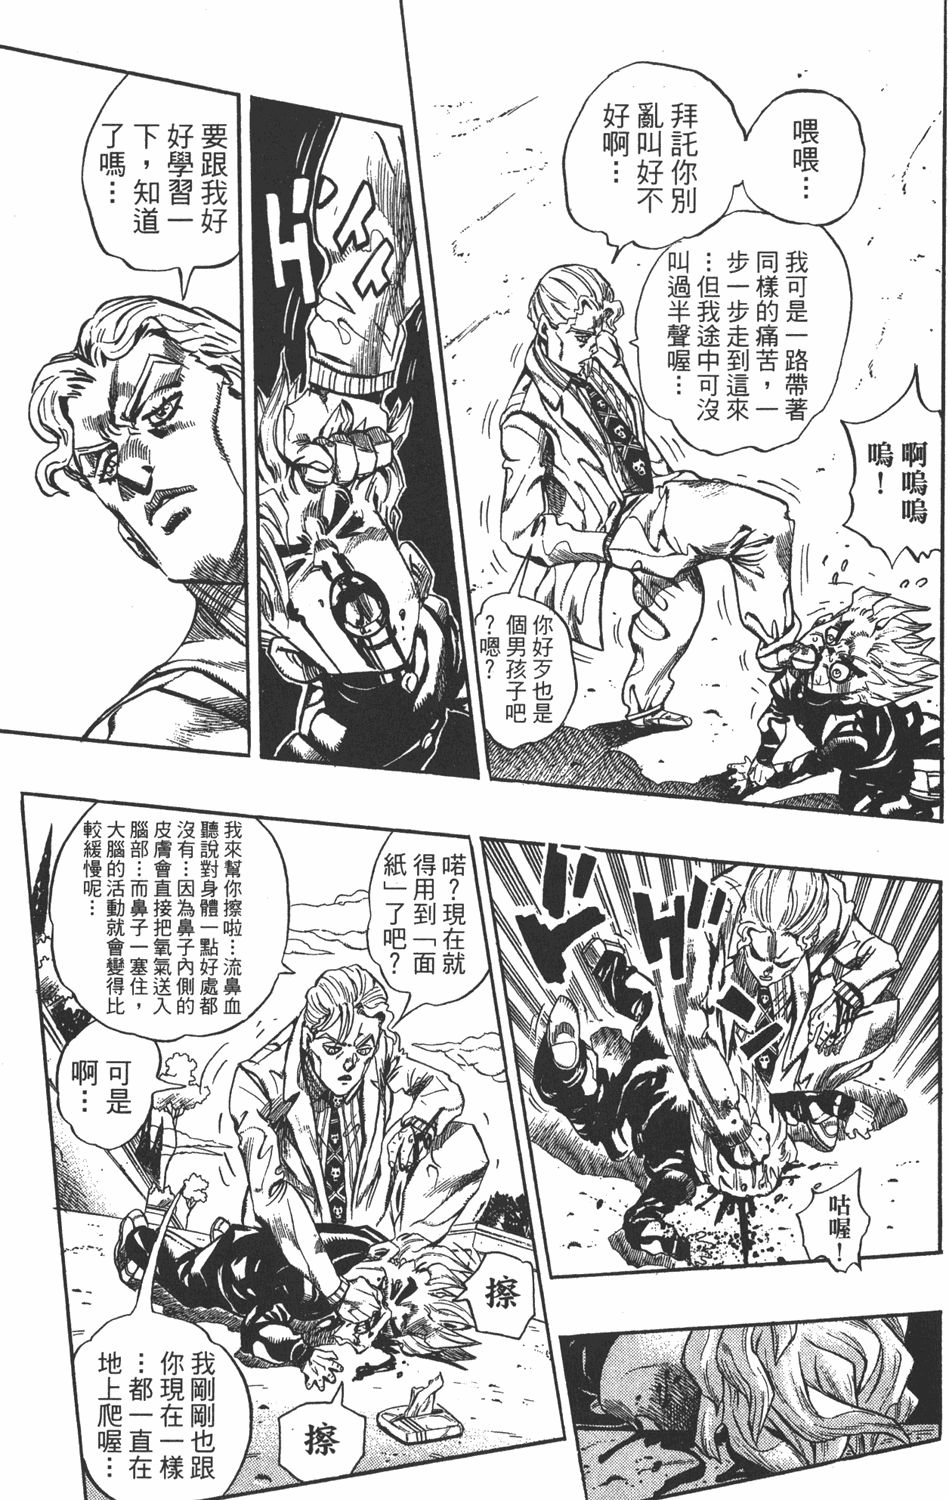 喂喂…
拜託你別
亂叫好不
好啊…
我可是一路帶著
同樣的痛苦，一
步一步走到這來
…但我途中可沒
叫過半聲喔…
啊嗚嗚
嗚！
你好歹也是
個男孩子吧
？嗯？
ドド
要跟我好
好學習一
下，知道
了嗎…
ドドド
咕喔！
喏？現在就
得用到「面
紙」了吧？
我來幫你擦啦…流鼻血
聽說對身體一點好處都
沒有…因為鼻子內側的
皮膚會直接把氧氣送入
腦部…而鼻子一塞住，
大腦的活動就會變得比
較緩慢呢…
可是
啊…
擦
擦
我剛剛也跟
你現在一樣
…都一直在
地上爬喔…